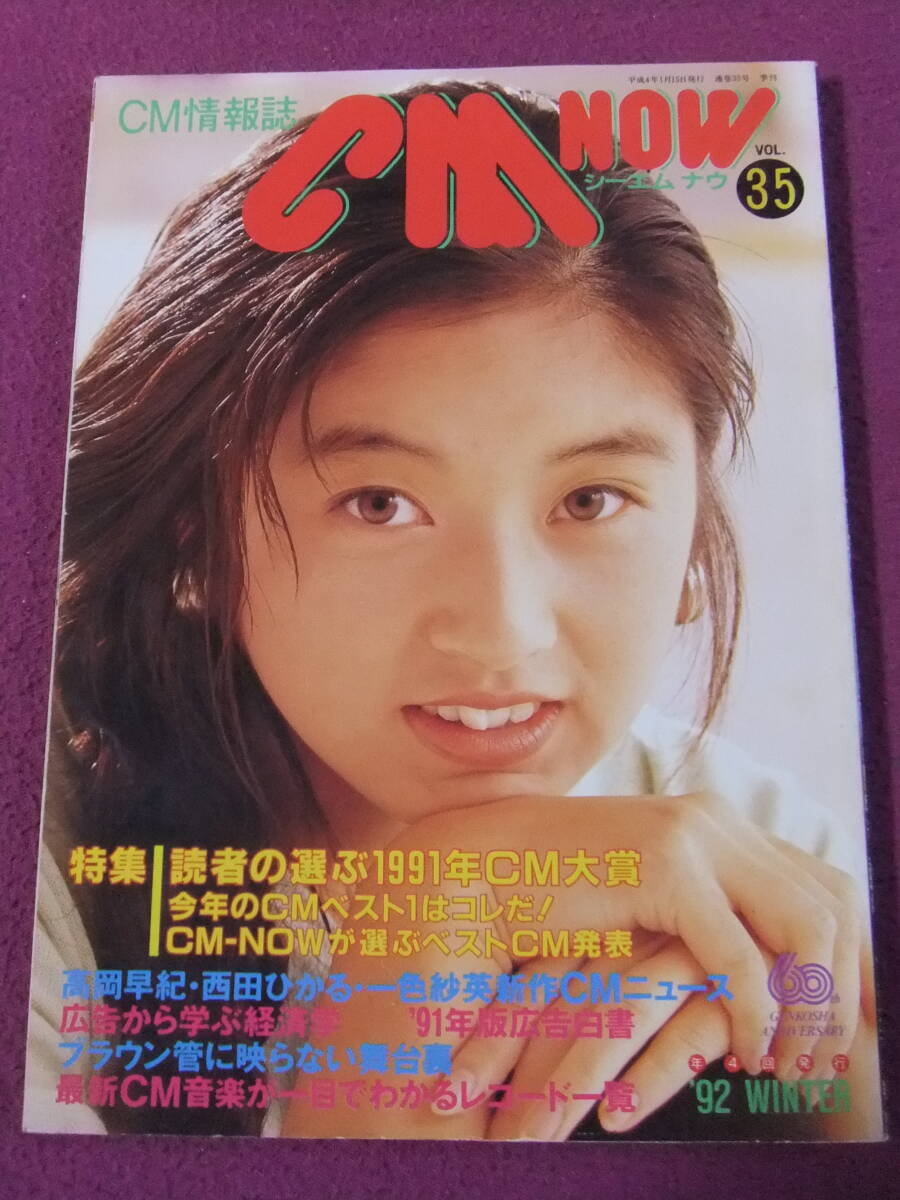 平成4年1月15日発行 通巻35号 季刊
CM情報誌
CM NOW
シーエム ナウ
VOL.
35
特集
読者の選ぶ1991年CM大賞
今年のCMベスト1はコレだ!
CM-NOWが選ぶベストCM発表
高岡早紀・西田ひかる・一色紗英新作CMニュース
広告から学ぶ経済学 '91年版広告白書
ブラウン管に映らない舞台裏
最新CM音楽が一目でわかるレコード一覧
60th
GENKOSHA
ANNIVERSARY
年4回発行
'92 WINTER